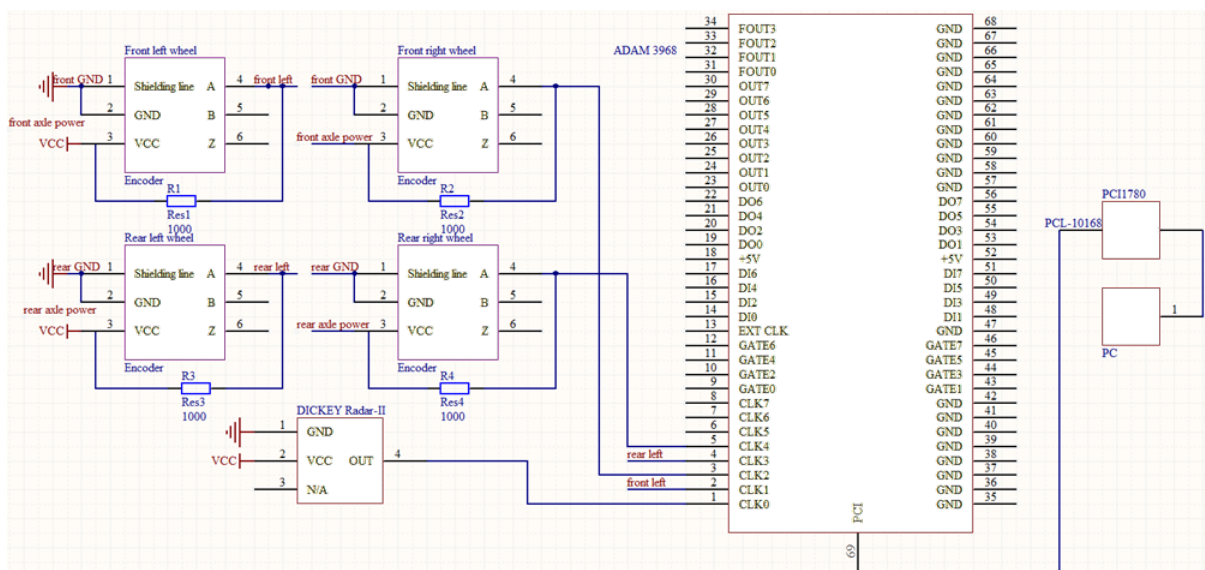 Front left wheel
front GND 1 Shielding line A 4 front left
2 GND B 5
front axle power
VCC 3 VCC Z 6
Encoder
R1
Res1
1000
Front right wheel
front GND 1 Shielding line A 4
2 GND B 5
front axle power 3 VCC Z 6
Encoder
R2
Res2
1000
Rear left wheel
rear GND 1 Shielding line A 4 rear left
2 GND B 5
rear axle power
VCC 3 VCC Z 6
Encoder
R3
Res3
1000
Rear right wheel
rear GND 1 Shielding line A 4
2 GND B 5
rear axle power 3 VCC Z 6
Encoder
R4
Res4
1000
DICKEY Radar-II
1 GND
VCC 2 VCC OUT 4
3 N/A
ADAM 3968
34 FOUT3 GND 68
33 FOUT2 GND 67
32 FOUT1 GND 66
31 FOUT0 GND 65
30 OUT7 GND 64
29 OUT6 GND 63
28 OUT5 GND 62
27 OUT4 GND 61
26 OUT3 GND 60
25 OUT2 GND 59
24 OUT1 GND 58
23 OUT0 GND 57
22 DO6 DO7 56
21 DO4 DO5 55
20 DO2 DO3 54
19 DO0 DO1 53
18 +5V +5V 52
17 DI6 DI7 51
16 DI4 DI5 50
15 DI2 DI3 49
14 DI0 DI1 48
13 EXT CLK GND 47
12 GATE6 GATE7 46
11 GATE4 GATE5 45
10 GATE2 GATE3 44
9 GATE0 GATE1 43
8 CLK7 GND 42
7 CLK6 GND 41
6 CLK5 GND 40
5 CLK4 GND 39
rear left 4 CLK3 GND 38
3 CLK2 GND 37
front left 2 CLK1 GND 36
1 CLK0 GND 35
PCI
69
PCI1780
PCL-10168
1
PC